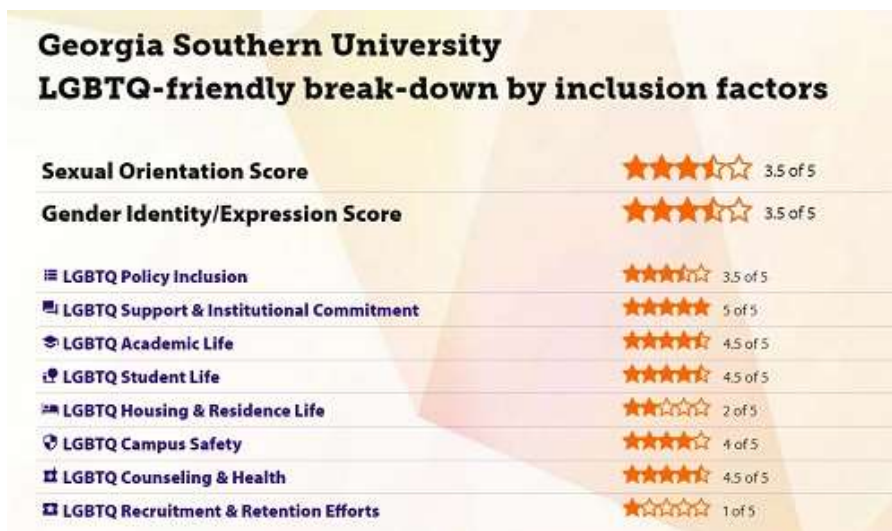 Georgia Southern University
LGBTQ-friendly break-down by inclusion factors
Sexual Orientation Score 3.5 of 5
Gender Identity/Expression Score 3.5 of 5
LGBTQ Policy Inclusion 3.5 of 5
LGBTQ Support & Institutional Commitment 5 of 5
LGBTQ Academic Life 4.5 of 5
LGBTQ Student Life 4.5 of 5
LGBTQ Housing & Residence Life 2 of 5
LGBTQ Campus Safety 4 of 5
LGBTQ Counseling & Health 4.5 of 5
LGBTQ Recruitment & Retention Efforts 1 of 5